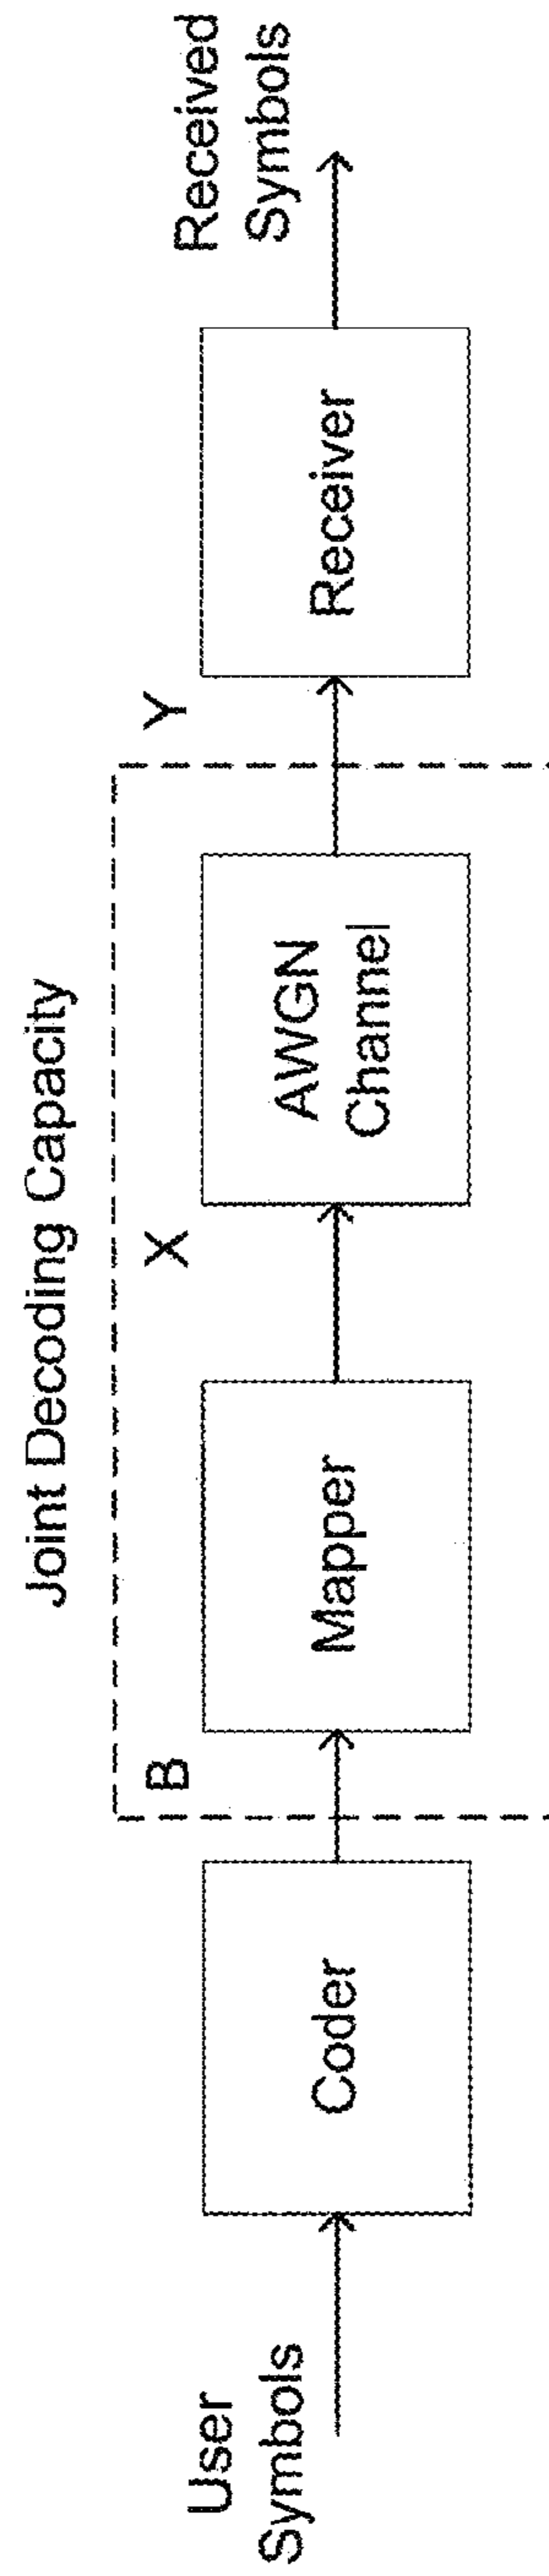 Joint Decoding Capacity
User
Symbols
Coder
B
Mapper
X
AWGN
Channel
Y
Receiver
Received
Symbols